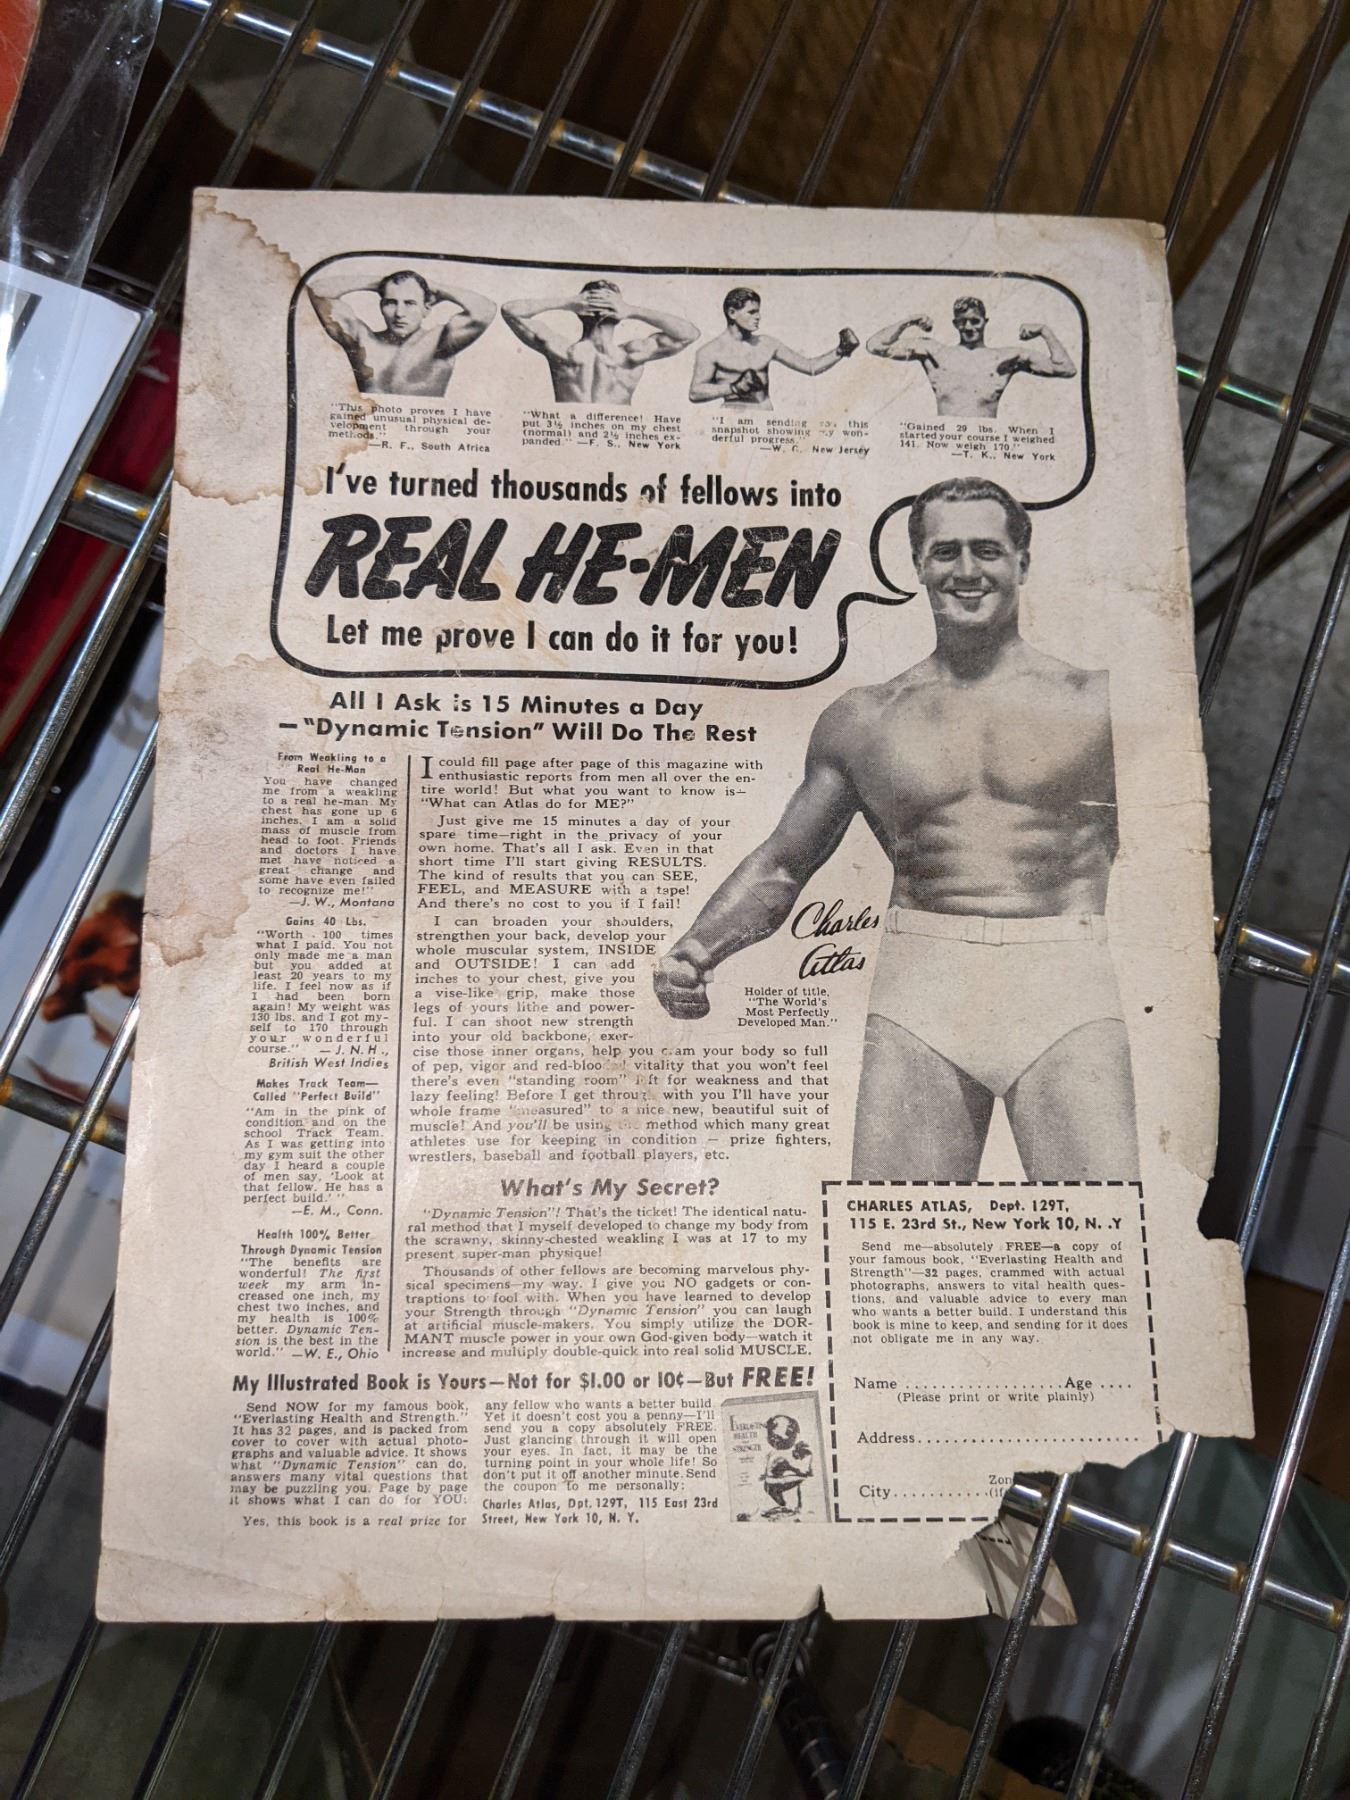 "This photo proves I have
gained unusual physical de-
velopment through your
methods."
—R. F., South Africa
"What a difference! Have
put 3½ inches on my chest
(normal) and 2½ inches ex-
panded." —F. S., New York
"I am sending you this
snapshot showing my won-
derful progress."
—W. G. New Jersey
"Gained 29 lbs. When I
started your course I weighed
141. Now weigh 170."
—T. K., New York
I've turned thousands of fellows into
REAL HE-MEN
Let me prove I can do it for you!
All I Ask is 15 Minutes a Day
—"Dynamic Tension" Will Do The Rest
From Weakling to a
Real He-Man
You have changed
me from a weakling
to a real he-man. My
chest has gone up 6
inches. I am a solid
mass of muscle from
head to foot. Friends
and doctors I have
met have noticed a
great change and
some have even failed
to recognize me!"
—J. W., Montana
Gains 40 Lbs.
"Worth 100 times
what I paid. You not
only made me a man
but you added at
least 20 years to my
life. I feel now as if
I had been born
again! My weight was
130 lbs. and I got my-
self to 170 through
your wonderful
course." —J. N. H.,
British West Indies
Makes Track Team—
Called "Perfect Build"
"Am in the pink of
condition and on the
school Track Team.
As I was getting into
my gym suit the other
day I heard a couple
of men say, 'Look at
that fellow. He has a
perfect build.' "
—E. M., Conn.
Health 100% Better
Through Dynamic Tension
"The benefits are
wonderful! The first
week my arm in-
creased one inch, my
chest two inches, and
my health is 100%
better. Dynamic Ten-
sion is the best in the
world." —W. E., Ohio
I could fill page after page of this magazine with
enthusiastic reports from men all over the en-
tire world! But what you want to know is—
"What can Atlas do for ME?"
Just give me 15 minutes a day of your
spare time—right in the privacy of your
own home. That's all I ask. Even in that
short time I'll start giving RESULTS.
The kind of results that you can SEE,
FEEL, and MEASURE with a tape!
And there's no cost to you if I fail!
I can broaden your shoulders,
strengthen your back, develop your
whole muscular system, INSIDE
and OUTSIDE! I can add
inches to your chest, give you
a vise-like grip, make those
legs of yours lithe and power-
ful. I can shoot new strength
into your old backbone, exer-
cise those inner organs, help you cram your body so full
of pep, vigor and red-blooded vitality that you won't feel
there's even "standing room" left for weakness and that
lazy feeling! Before I get through with you I'll have your
whole frame "measured" to a nice new, beautiful suit of
muscle! And you'll be using the method which many great
athletes use for keeping in condition — prize fighters,
wrestlers, baseball and football players, etc.
What's My Secret?
"Dynamic Tension"! That's the ticket! The identical natu-
ral method that I myself developed to change my body from
the scrawny, skinny-chested weakling I was at 17 to my
present super-man physique!
Thousands of other fellows are becoming marvelous phy-
sical specimens—my way. I give you NO gadgets or con-
traptions to fool with. When you have learned to develop
your Strength through "Dynamic Tension" you can laugh
at artificial muscle-makers. You simply utilize the DOR-
MANT muscle power in your own God-given body—watch it
increase and multiply double-quick into real solid MUSCLE.
Charles
Atlas
Holder of title,
"The World's
Most Perfectly
Developed Man."
My Illustrated Book is Yours—Not for $1.00 or 10¢—But FREE!
Send NOW for my famous book,
"Everlasting Health and Strength."
It has 32 pages, and is packed from
cover to cover with actual photo-
graphs and valuable advice. It shows
what "Dynamic Tension" can do,
answers many vital questions that
may be puzzling you. Page by page
it shows what I can do for YOU:
Yes, this book is a real prize for
any fellow who wants a better build
Yet it doesn't cost you a penny—I'll
send you a copy absolutely FREE.
Just glancing through it will open
your eyes. In fact, it may be the
turning point in your whole life! So
don't put it off another minute. Send
the coupon to me personally:
Charles Atlas, Dpt. 129T, 115 East 23rd
Street, New York 10, N. Y.
EVERLASTING
HEALTH
AND
STRENGTH
CHARLES ATLAS, Dept. 129T,
115 E. 23rd St., New York 10, N. .Y
Send me—absolutely FREE—a copy of
your famous book, "Everlasting Health and
Strength"—32 pages, crammed with actual
photographs, answers to vital health ques-
tions, and valuable advice to every man
who wants a better build. I understand this
book is mine to keep, and sending for it does
not obligate me in any way.
Name ....................Age ....
(Please print or write plainly)
Address............................
City............